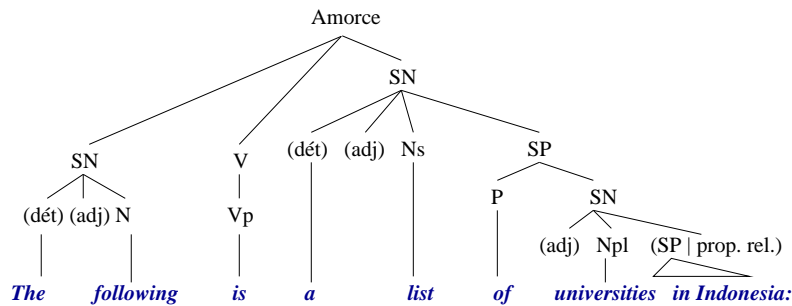 Amorce
SN
SN V (dét) (adj) Ns SP
(dét) (adj) N Vp P SN
(adj) Npl (SP | prop. rel.)
The following is a list of universities in Indonesia: